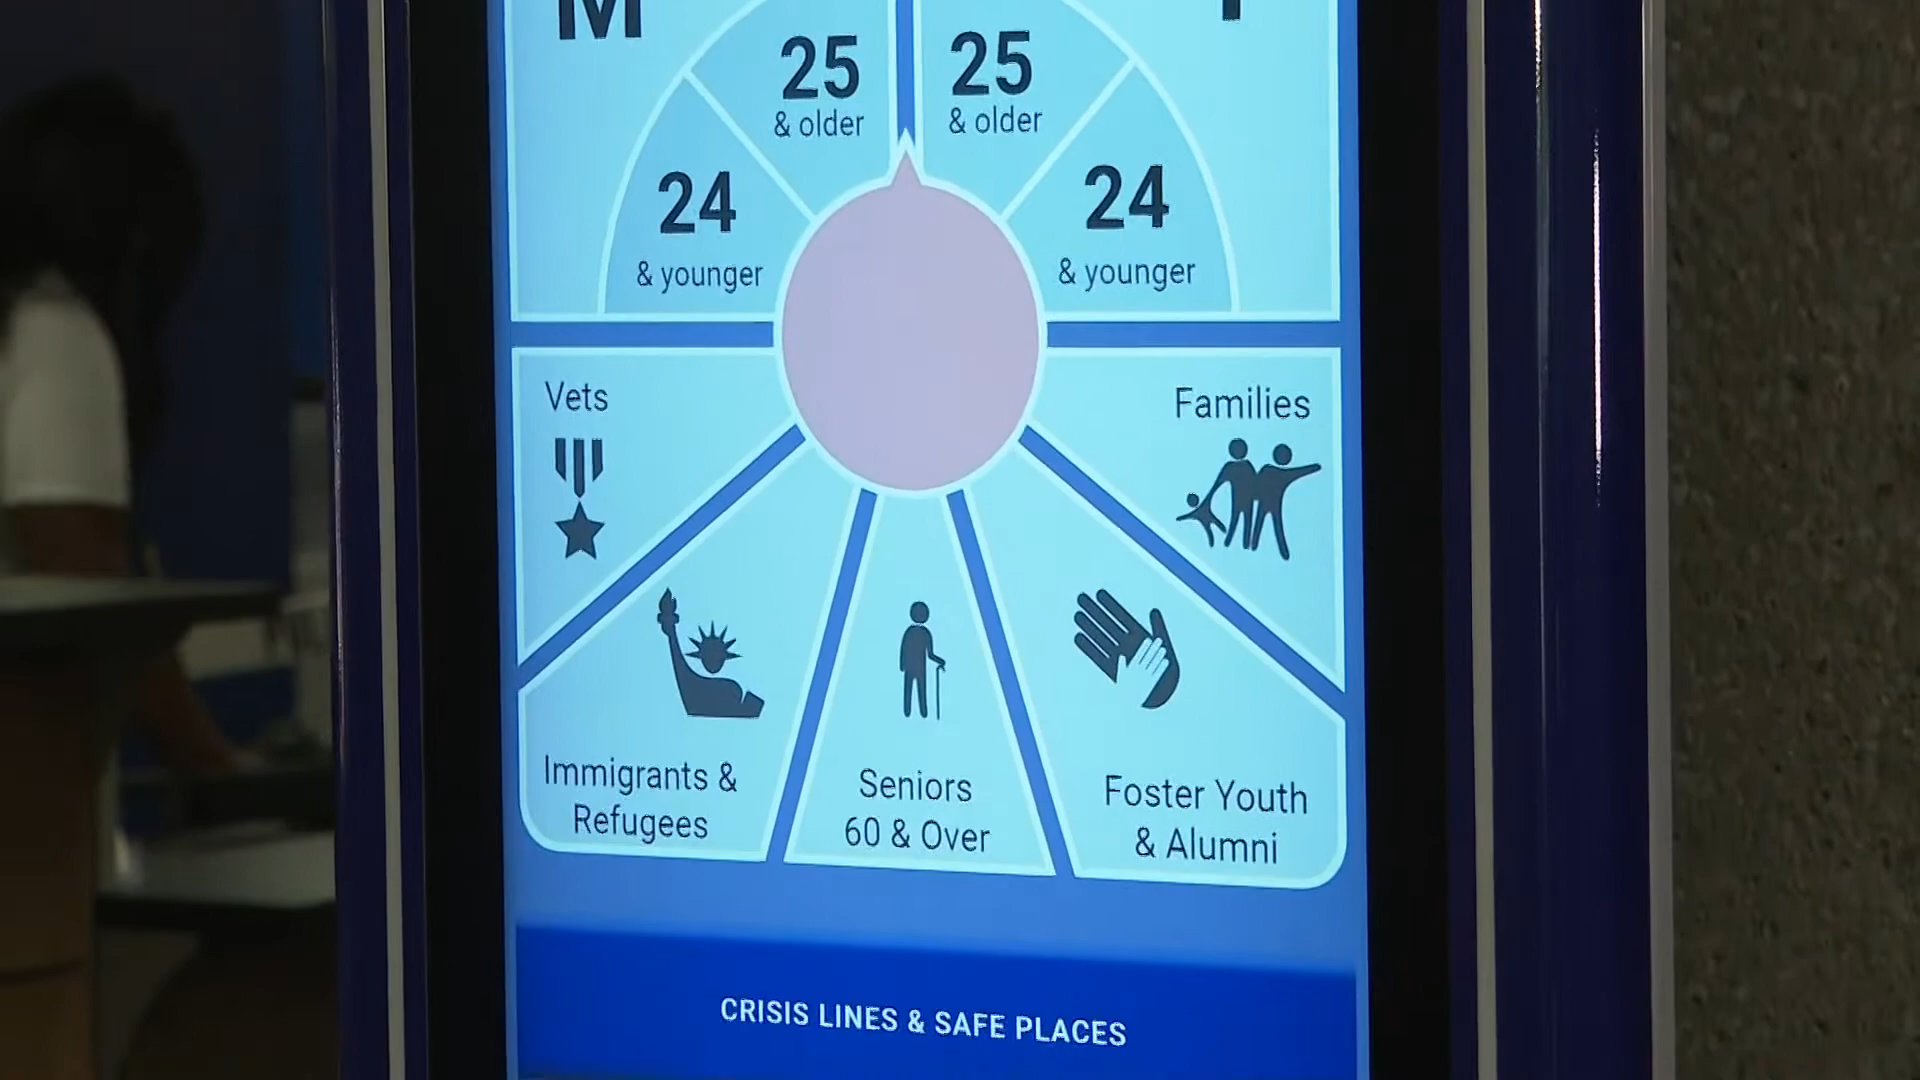 M
25
& older
25
& older
24
& younger
24
& younger
Vets
Families
Immigrants &
Refugees
Seniors
60 & Over
Foster Youth
& Alumni
CRISIS LINES & SAFE PLACES